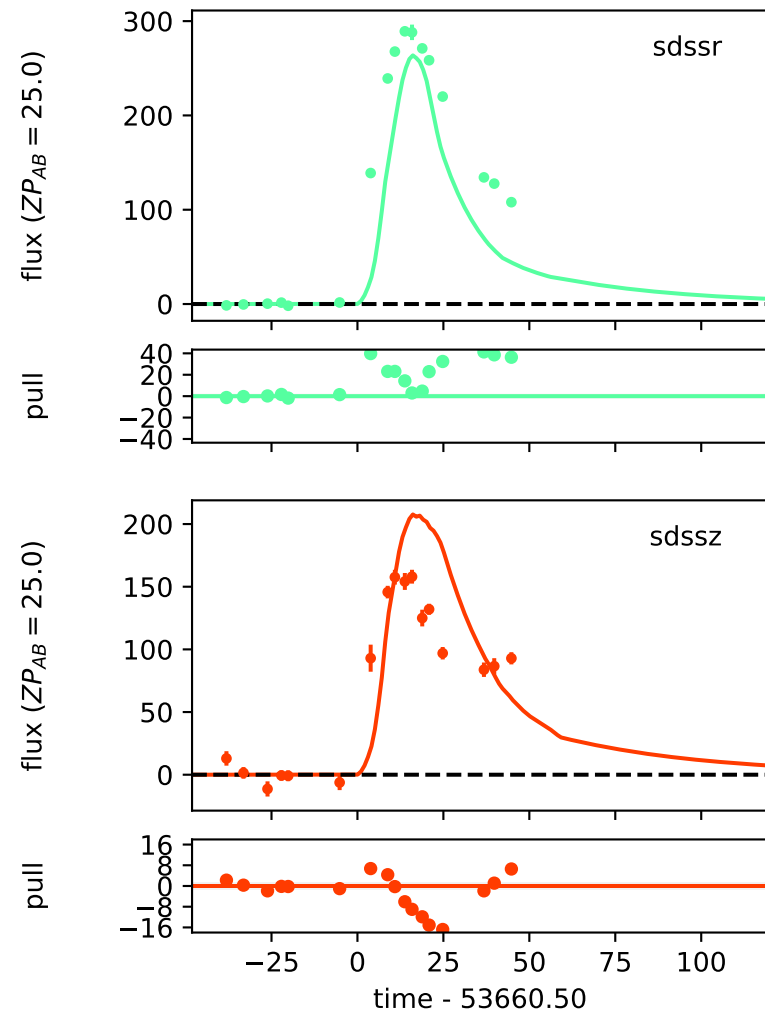 300
200
100
0
flux (ZP_AB = 25.0)
sdssr
40
20
0
−20
−40
pull
200
150
100
50
0
flux (ZP_AB = 25.0)
sdssz
16
8
0
−8
−16
pull
−25 0 25 50 75 100
time - 53660.50